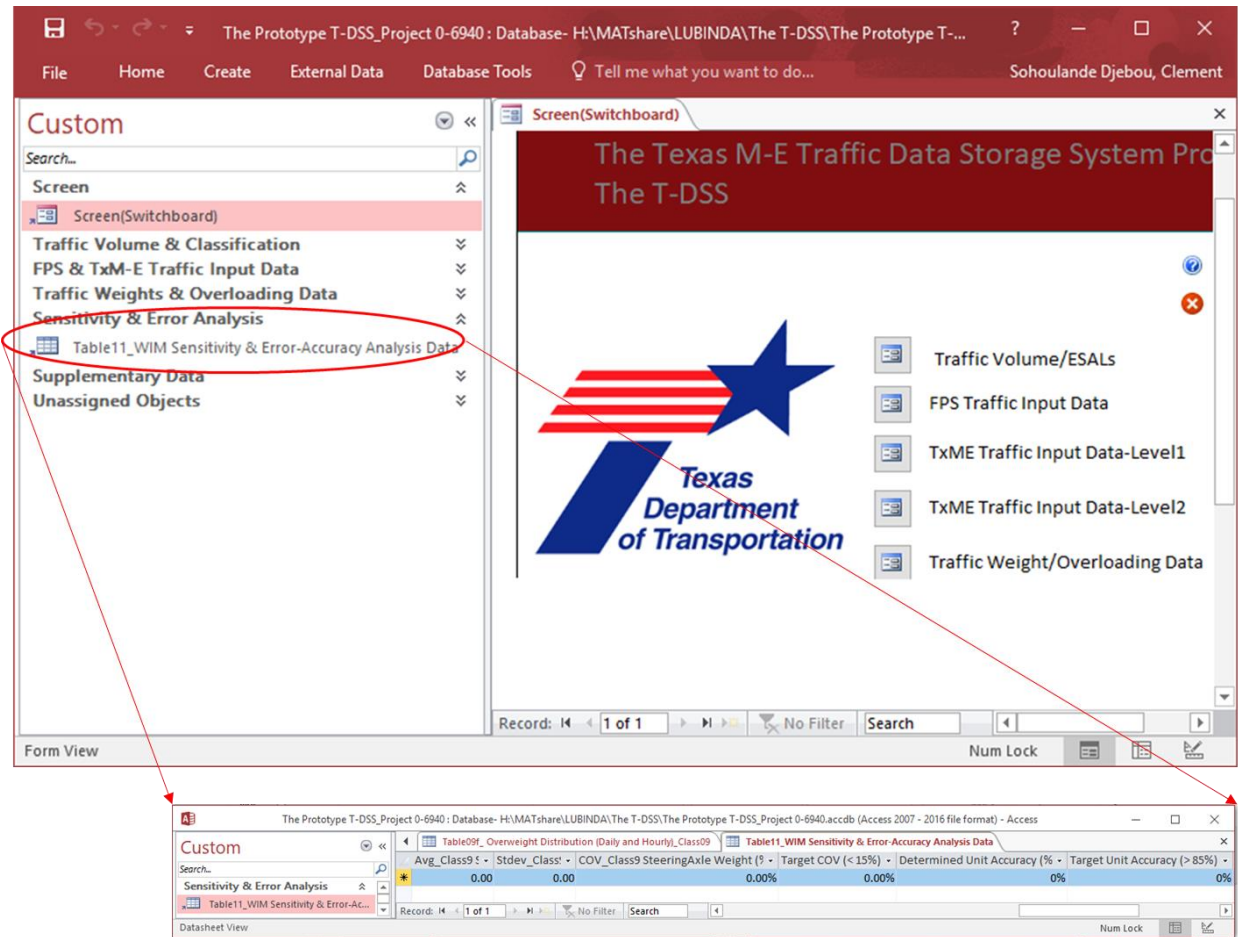 The Prototype T-DSS_Project 0-6940 : Database- H:\MATshare\LUBINDA\The T-DSS\The Prototype T-... ?
File Home Create External Data Database Tools Tell me what you want to do... Sohoulande Djebou, Clement
Custom
Search...
Screen
Screen(Switchboard)
Traffic Volume & Classification
FPS & TxM-E Traffic Input Data
Traffic Weights & Overloading Data
Sensitivity & Error Analysis
Table11_WIM Sensitivity & Error-Accuracy Analysis Data
Supplementary Data
Unassigned Objects
Screen(Switchboard)
The Texas M-E Traffic Data Storage System Pro
The T-DSS
Texas
Department
of Transportation
Traffic Volume/ESALs
FPS Traffic Input Data
TxME Traffic Input Data-Level1
TxME Traffic Input Data-Level2
Traffic Weight/Overloading Data
Record: 1 of 1 No Filter Search
Form View Num Lock
The Prototype T-DSS_Project 0-6940 : Database- H:\MATshare\LUBINDA\The T-DSS\The Prototype T-DSS_Project 0-6940.accdb (Access 2007 - 2016 file format) - Access
Custom
Search...
Sensitivity & Error Analysis
Table11_WIM Sensitivity & Error-Ac...
Table09f_ Overweight Distribution (Daily and Hourly)_Class09 Table11_WIM Sensitivity & Error-Accuracy Analysis Data
Avg_Class9 S Stdev_Class COV_Class9 SteeringAxle Weight (% Target COV (<15%) Determined Unit Accuracy (% Target Unit Accuracy (>85%)
* 0.00 0.00 0.00% 0.00% 0% 0%
Record: 1 of 1 No Filter Search
Datasheet View Num Lock